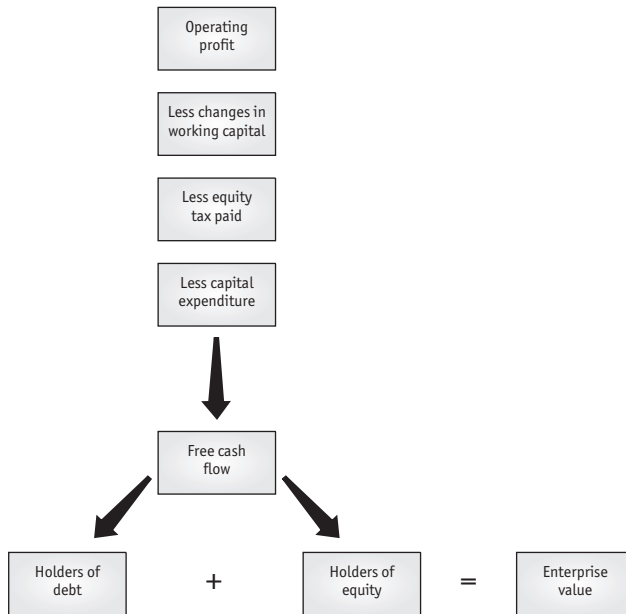 Operating
profit
Less changes in
working capital
Less equity
tax paid
Less capital
expenditure
Free cash
flow
Holders of
debt
+
Holders of
equity
=
Enterprise
value